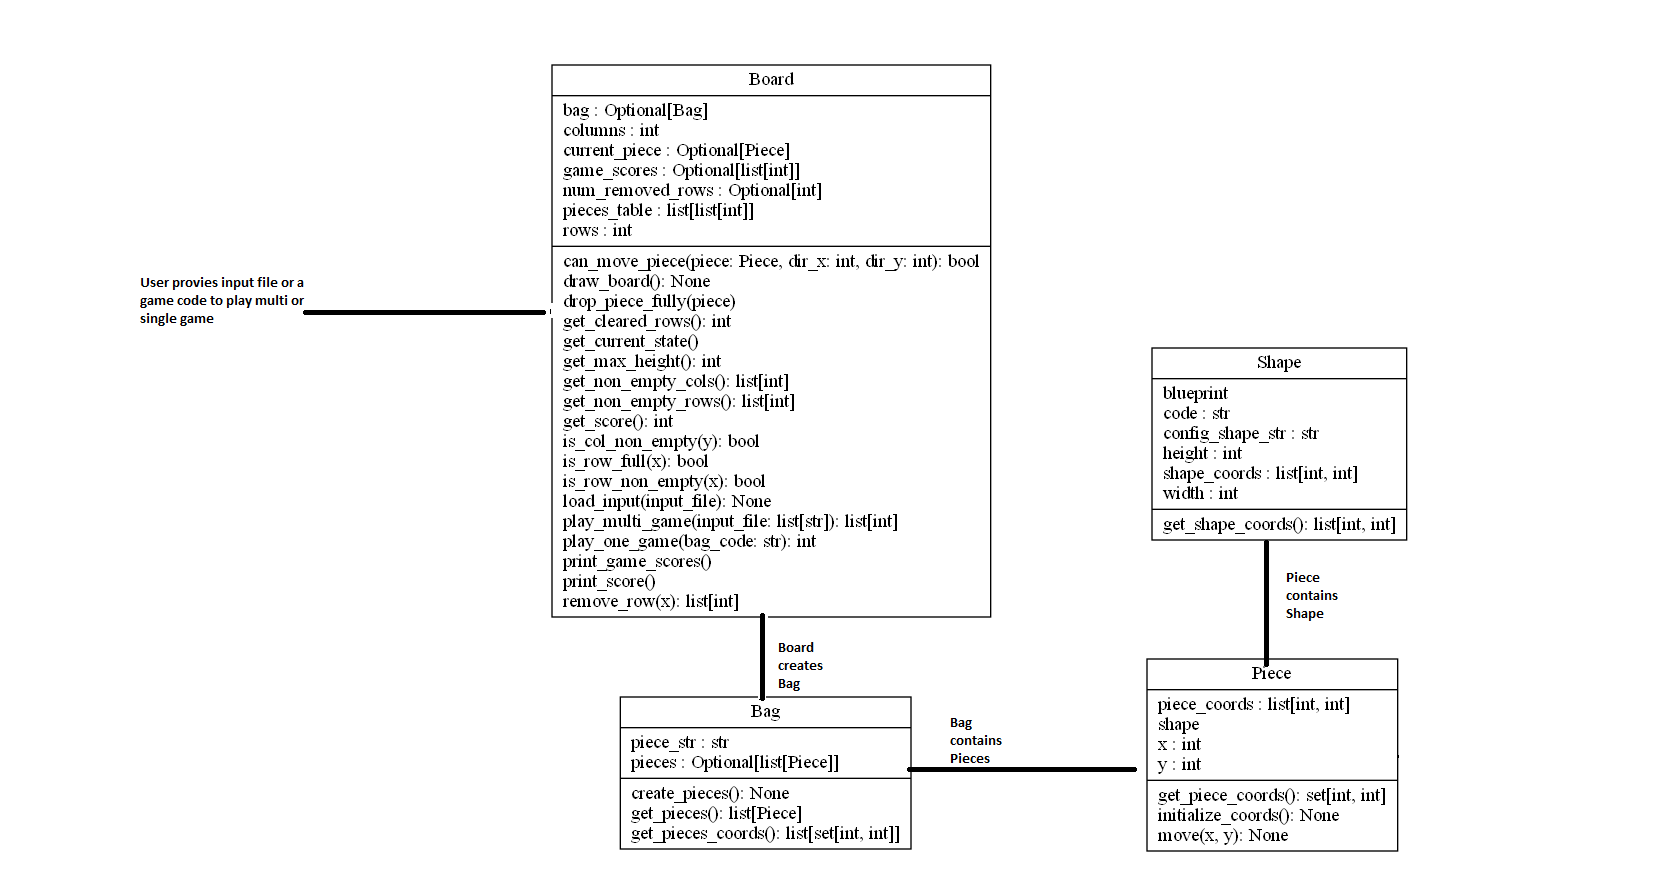 Board
bag : Optional[Bag]
columns : int
current_piece : Optional[Piece]
game_scores : Optional[list[int]]
num_removed_rows : Optional[int]
pieces_table : list[list[int]]
rows : int
can_move_piece(piece: Piece, dir_x: int, dir_y: int): bool
draw_board(): None
drop_piece_fully(piece)
get_cleared_rows(): int
get_current_state()
get_max_height(): int
get_non_empty_cols(): list[int]
get_non_empty_rows(): list[int]
get_score(): int
is_col_non_empty(y): bool
is_row_full(x): bool
is_row_non_empty(x): bool
load_input(input_file): None
play_multi_game(input_file: list[str]): list[int]
play_one_game(bag_code: str): int
print_game_scores()
print_score()
remove_row(x): list[int]
User provies input file or a
game code to play multi or
single game
Shape
blueprint
code : str
config_shape_str : str
height : int
shape_coords : list[int, int]
width : int
get_shape_coords(): list[int, int]
Piece
contains
Shape
Board
creates
Bag
Bag
piece_str : str
pieces : Optional[list[Piece]]
create_pieces(): None
get_pieces(): list[Piece]
get_pieces_coords(): list[set[int, int]]
Bag
contains
Pieces
Piece
piece_coords : list[int, int]
shape
x : int
y : int
get_piece_coords(): set[int, int]
initialize_coords(): None
move(x, y): None